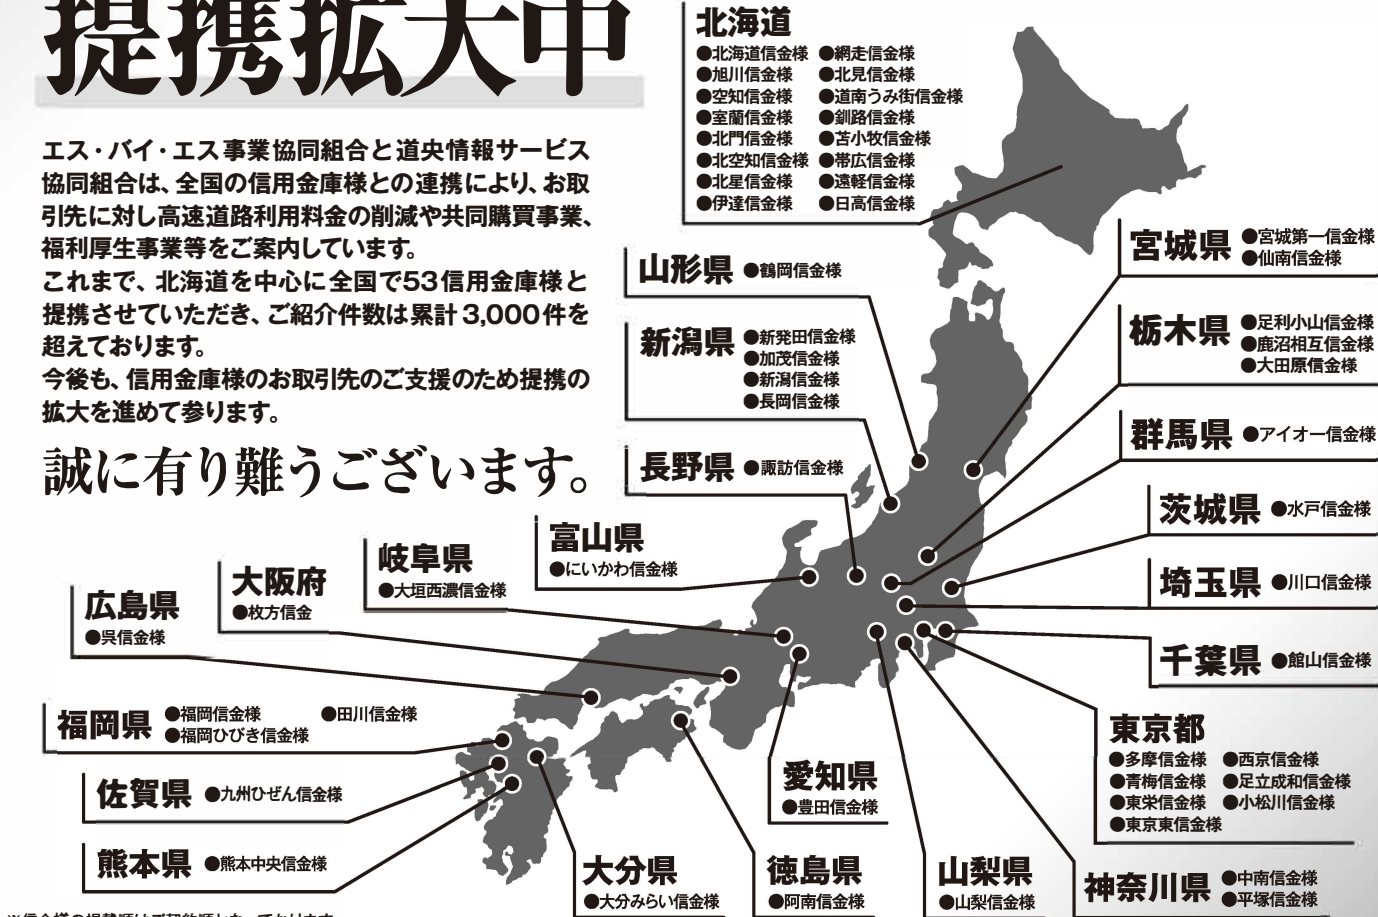 提携拡大中
エス・バイ・エス事業協同組合と道央情報サービス
協同組合は、全国の信用金庫様との連携により、お取
引先に対し高速道路利用料金の削減や共同購買事業、
福利厚生事業等をご案内しています。
これまで、北海道を中心に全国で53信用金庫様と
提携させていただき、ご紹介件数は累計3,000件を
超えております。
今後も、信用金庫様のお取引先のご支援のため提携の
拡大を進めて参ります。
誠に有り難うございます。
北海道
●北海道信金様 ●網走信金様
●旭川信金様 ●北見信金様
●空知信金様 ●道南うみ街信金様
●室蘭信金様 ●釧路信金様
●北門信金様 ●苫小牧信金様
●北空知信金様 ●帯広信金様
●北星信金様 ●遠軽信金様
●伊達信金様 ●日高信金様
山形県 ●鶴岡信金様
新潟県 ●新発田信金様
●加茂信金様
●新潟信金様
●長岡信金様
長野県 ●諏訪信金様
富山県
●にいかわ信金様
岐阜県
●大垣西濃信金様
大阪府
●枚方信金
広島県
●呉信金様
福岡県 ●福岡信金様 ●田川信金様
●福岡ひびき信金様
佐賀県 ●九州ひぜん信金様
熊本県 ●熊本中央信金様
宮城県 ●宮城第一信金様
●仙南信金様
栃木県 ●足利小山信金様
●鹿沼相互信金様
●大田原信金様
群馬県 ●アイオー信金様
茨城県 ●水戸信金様
埼玉県 ●川口信金様
千葉県 ●館山信金様
東京都
●多摩信金様 ●西京信金様
●青梅信金様 ●足立成和信金様
●東栄信金様 ●小松川信金様
●東京東信金様
愛知県
●豊田信金様
大分県
●大分みらい信金様
徳島県
●阿南信金様
山梨県
●山梨信金様
神奈川県 ●中南信金様
●平塚信金様